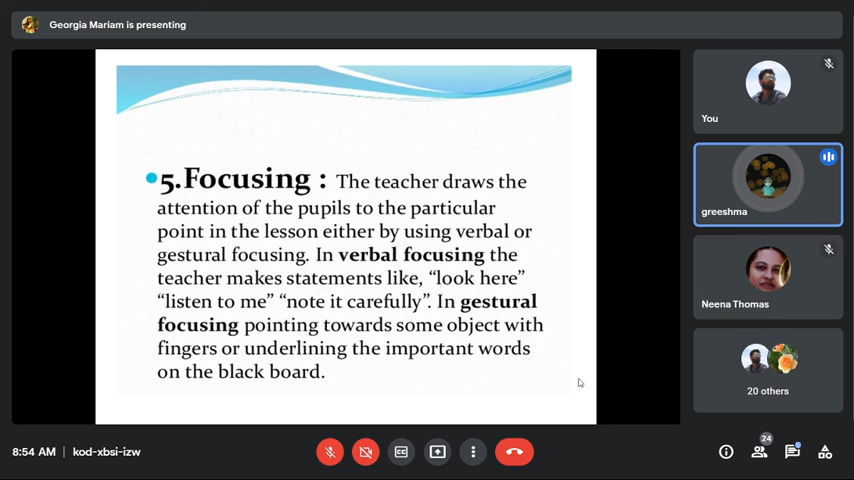 Georgia Mariam is presenting
5.Focusing : The teacher draws the
attention of the pupils to the particular
point in the lesson either by using verbal or
gestural focusing. In verbal focusing the
teacher makes statements like, “look here”
“listen to me” “note it carefully”. In gestural
focusing pointing towards some object with
fingers or underlining the important words
on the black board.
You
greeshma
Neena Thomas
20 others
8:54 AM | kod-xbsi-izw
CC
24